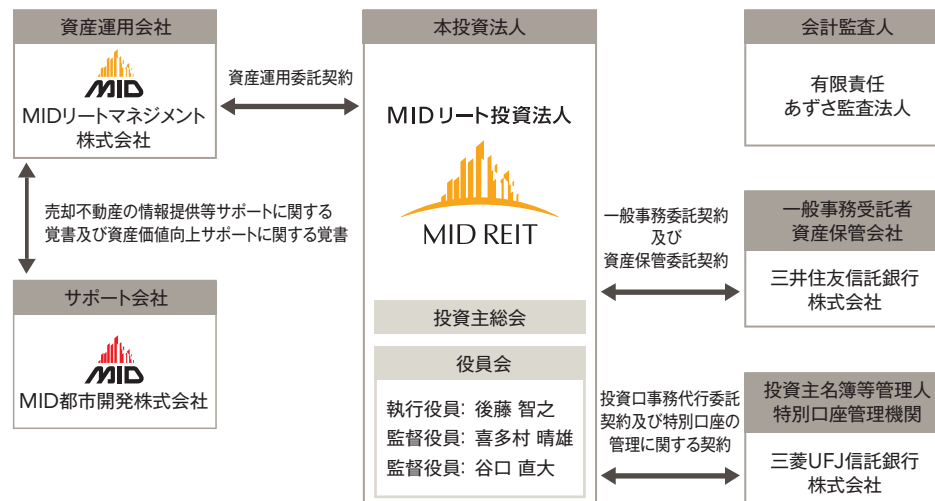 資産運用会社
MID
MIDリートマネジメント
株式会社
資産運用委託契約
売却不動産の情報提供等サポートに関する
覚書及び資産価値向上サポートに関する覚書
サポート会社
MID
MID都市開発株式会社
本投資法人
MIDリート投資法人
MID REIT
投資主総会
役員会
執行役員: 後藤 智之
監督役員: 喜多村 晴雄
監督役員: 谷口 直大
会計監査人
有限責任
あずさ監査法人
一般事務委託契約
及び
資産保管委託契約
一般事務受託者
資産保管会社
三井住友信託銀行
株式会社
投資口事務代行委託
契約及び特別口座の
管理に関する契約
投資主名簿等管理人
特別口座管理機関
三菱UFJ信託銀行
株式会社